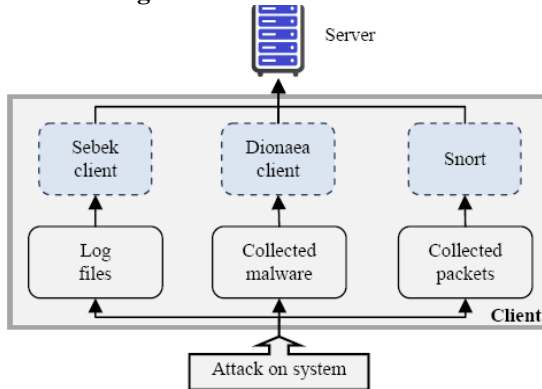 Server
Sebek
client
Dionaea
client
Snort
Log
files
Collected
malware
Collected
packets
Client
Attack on system